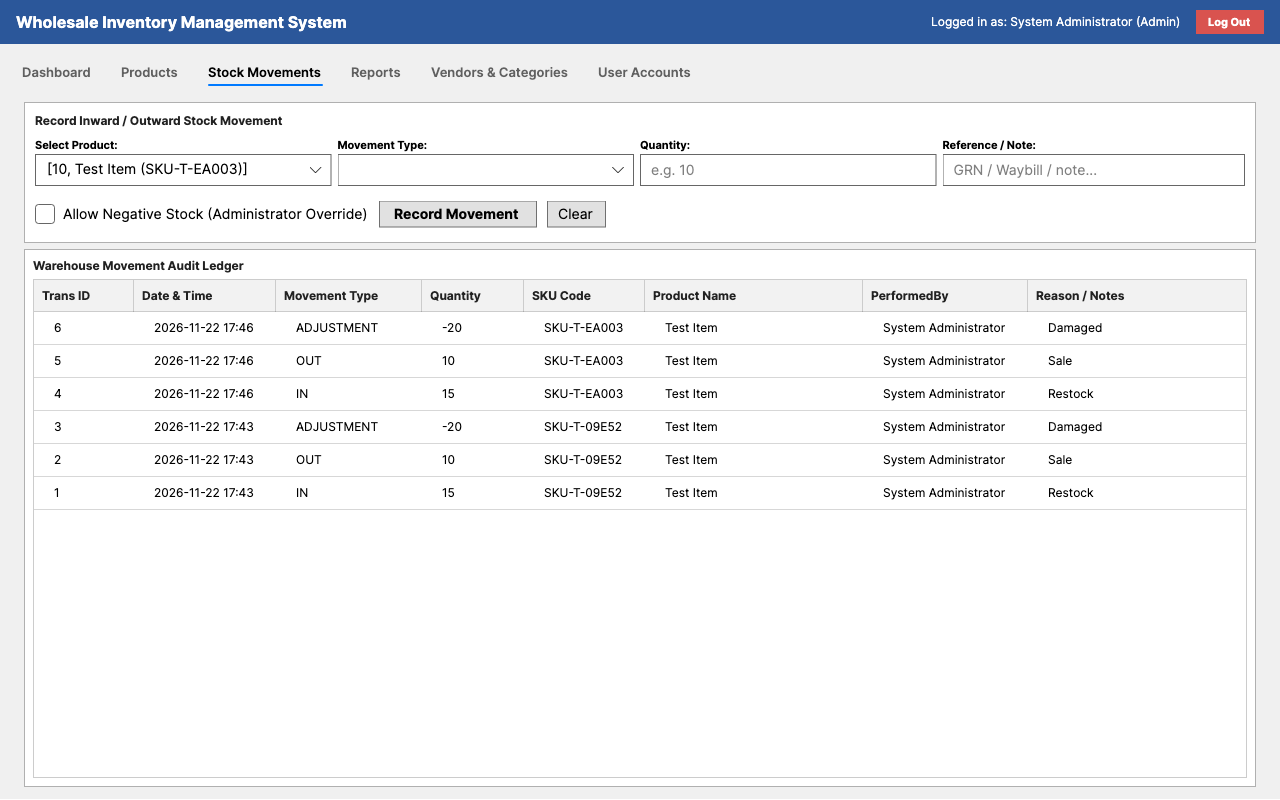 Wholesale Inventory Management System
Logged in as: System Administrator (Admin)
Log Out
Dashboard Products Stock Movements Reports Vendors & Categories User Accounts
Record Inward / Outward Stock Movement
Select Product: Movement Type: Quantity: Reference / Note:
[10, Test Item (SKU-T-EA003)] e.g. 10 GRN / Waybill / note...
Allow Negative Stock (Administrator Override) Record Movement Clear
Warehouse Movement Audit Ledger
Trans ID Date & Time Movement Type Quantity SKU Code Product Name PerformedBy Reason / Notes
6 2026-11-22 17:46 ADJUSTMENT -20 SKU-T-EA003 Test Item System Administrator Damaged
5 2026-11-22 17:46 OUT 10 SKU-T-EA003 Test Item System Administrator Sale
4 2026-11-22 17:46 IN 15 SKU-T-EA003 Test Item System Administrator Restock
3 2026-11-22 17:43 ADJUSTMENT -20 SKU-T-09E52 Test Item System Administrator Damaged
2 2026-11-22 17:43 OUT 10 SKU-T-09E52 Test Item System Administrator Sale
1 2026-11-22 17:43 IN 15 SKU-T-09E52 Test Item System Administrator Restock